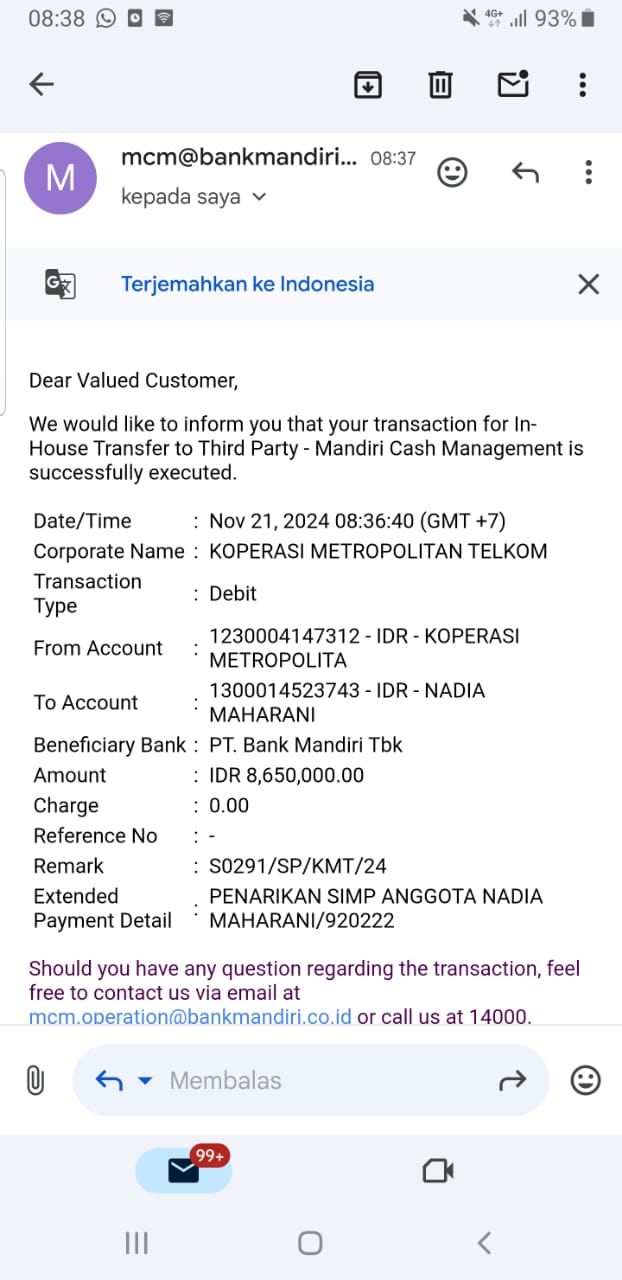 08:38
4G+ 93%
mcm@bankmandiri... 08:37
M
kepada saya
Terjemahkan ke Indonesia
Dear Valued Customer,
We would like to inform you that your transaction for In-
House Transfer to Third Party - Mandiri Cash Management is
successfully executed.
Date/Time : Nov 21, 2024 08:36:40 (GMT +7)
Corporate Name : KOPERASI METROPOLITAN TELKOM
Transaction
Type : Debit
From Account : 1230004147312 - IDR - KOPERASI
METROPOLITA
To Account : 1300014523743 - IDR - NADIA
MAHARANI
Beneficiary Bank : PT. Bank Mandiri Tbk
Amount : IDR 8,650,000.00
Charge : 0.00
Reference No : -
Remark : S0291/SP/KMT/24
Extended
Payment Detail : PENARIKAN SIMP ANGGOTA NADIA
MAHARANI/920222
Should you have any question regarding the transaction, feel
free to contact us via email at
mcm.operation@bankmandiri.co.id or call us at 14000.
Membalas
99+